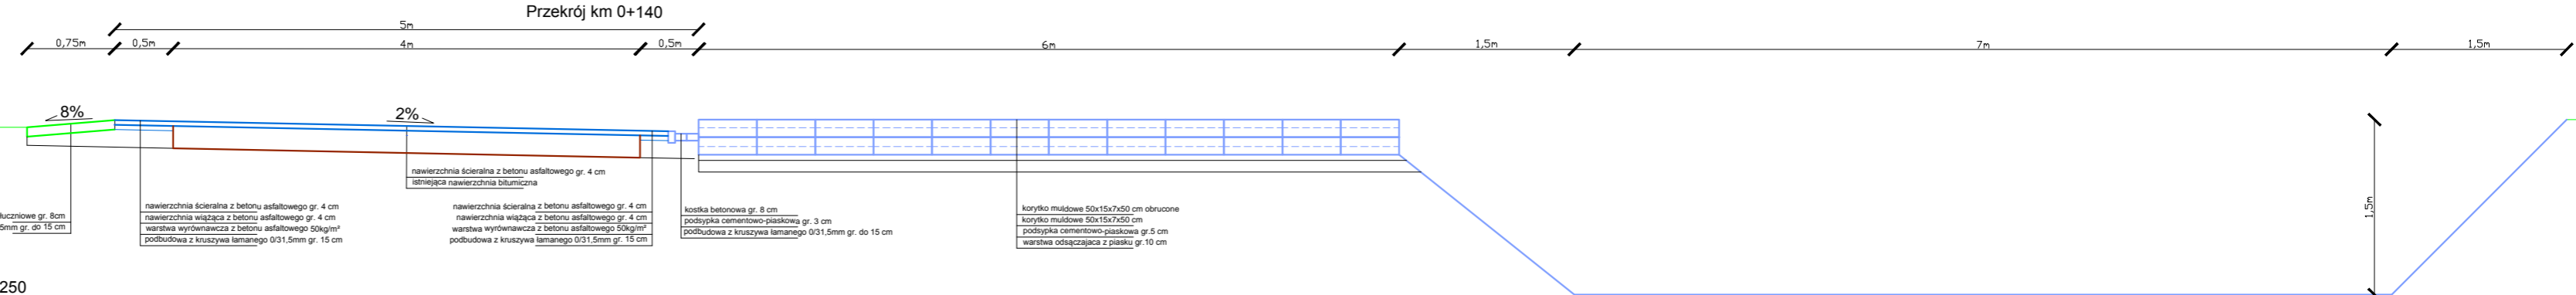 Przekrój km 0+140
5m
0,75m
0,5m
4m
0,5m
6m
1,5m
7m
1,5m
8%
2%
1,5m
nawierzchnia ścieralna z betonu asfaltowego gr. 4 cm
istniejąca nawierzchnia bitumiczna
łuczniowe gr. 8cm
5mm gr. do 15 cm
nawierzchnia ścieralna z betonu asfaltowego gr. 4 cm
nawierzchnia wiążąca z betonu asfaltowego gr. 4 cm
warstwa wyrównawcza z betonu asfaltowego 50kg/m²
podbudowa z kruszywa łamanego 0/31,5mm gr. 15 cm
nawierzchnia ścieralna z betonu asfaltowego gr. 4 cm
nawierzchnia wiążąca z betonu asfaltowego gr. 4 cm
warstwa wyrównawcza z betonu asfaltowego 50kg/m²
podbudowa z kruszywa łamanego 0/31,5mm gr. 15 cm
kostka betonowa gr. 8 cm
podsypka cementowo-piaskowa gr. 3 cm
podbudowa z kruszywa łamanego 0/31,5mm gr. do 15 cm
korytko muldowe 50x15x7x50 cm obrucone
korytko muldowe 50x15x7x50 cm
podsypka cementowo-piaskowa gr.5 cm
warstwa odsączajaca z piasku gr.10 cm
250